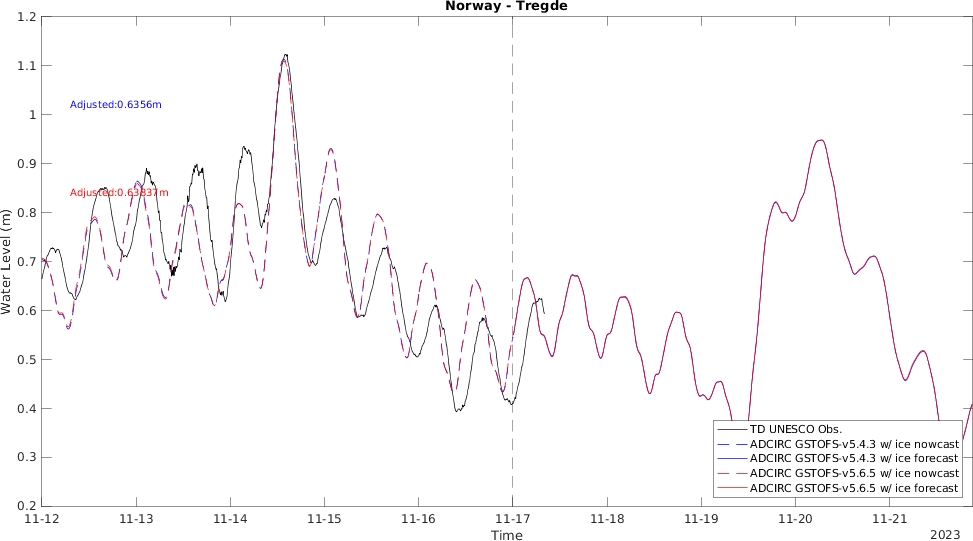 Norway - Tregde
1.2
1.1
1
0.9
0.8
0.7
0.6
0.5
0.4
0.3
0.2
Water Level (m)
Adjusted:0.6356m
Adjusted:0.63837m
TD UNESCO Obs.
ADCIRC GSTOFS-v5.4.3 w/ ice nowcast
ADCIRC GSTOFS-v5.4.3 w/ ice forecast
ADCIRC GSTOFS-v5.6.5 w/ ice nowcast
ADCIRC GSTOFS-v5.6.5 w/ ice forecast
11-12 11-13 11-14 11-15 11-16 11-17 11-18 11-19 11-20 11-21
Time
2023